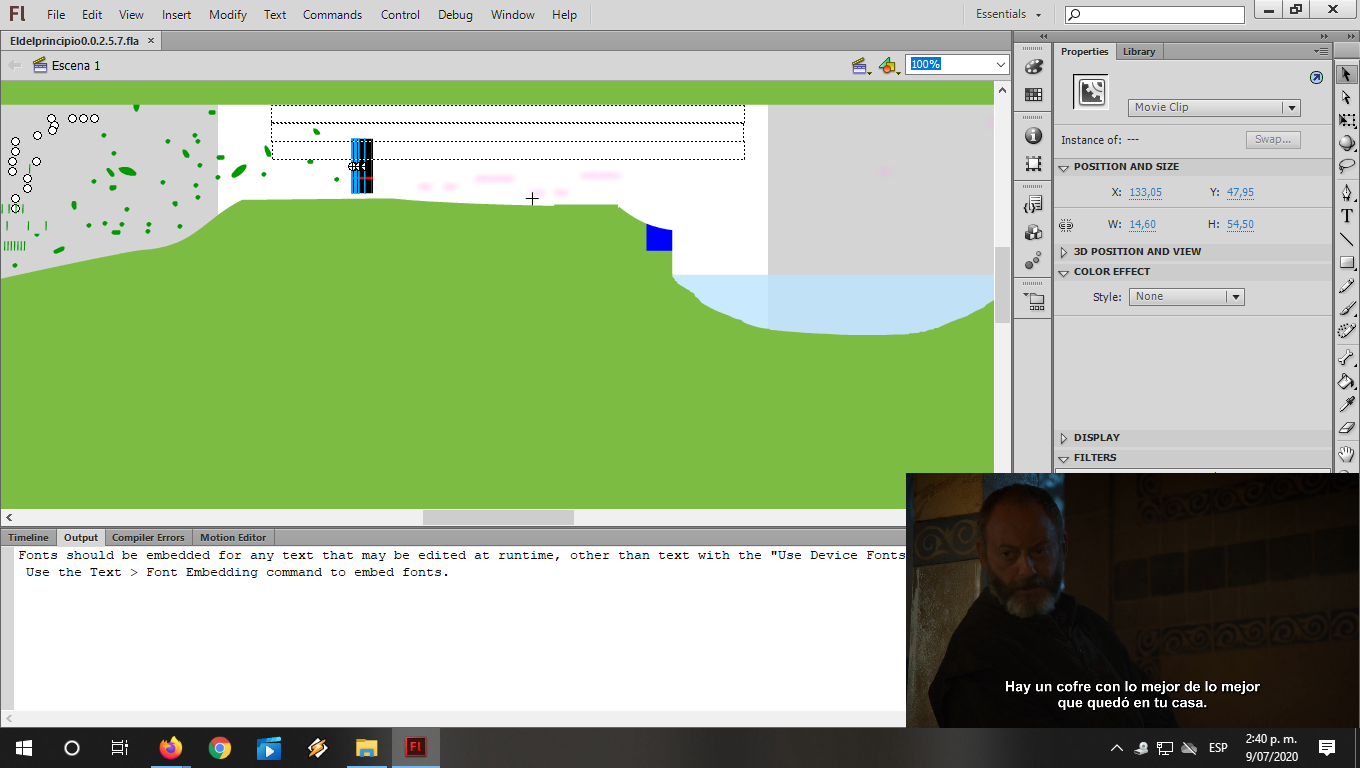 Fl File Edit View Insert Modify Text Commands Control Debug Window Help Essentials
Eldelprincipio0.0.2.5.7.fla ×
Escena 1 100%
Properties Library
Movie Clip
Instance of: --- Swap...
POSITION AND SIZE
X: 133,05 Y: 47,95
W: 14,60 H: 54,50
3D POSITION AND VIEW
COLOR EFFECT
Style: None
DISPLAY
FILTERS
Timeline Output Compiler Errors Motion Editor
Fonts should be embedded for any text that may be edited at runtime, other than text with the "Use Device Fonts
Use the Text > Font Embedding command to embed fonts.
Hay un cofre con lo mejor de lo mejor
que quedó en tu casa.
Fl ESP 2:40 p. m.
9/07/2020